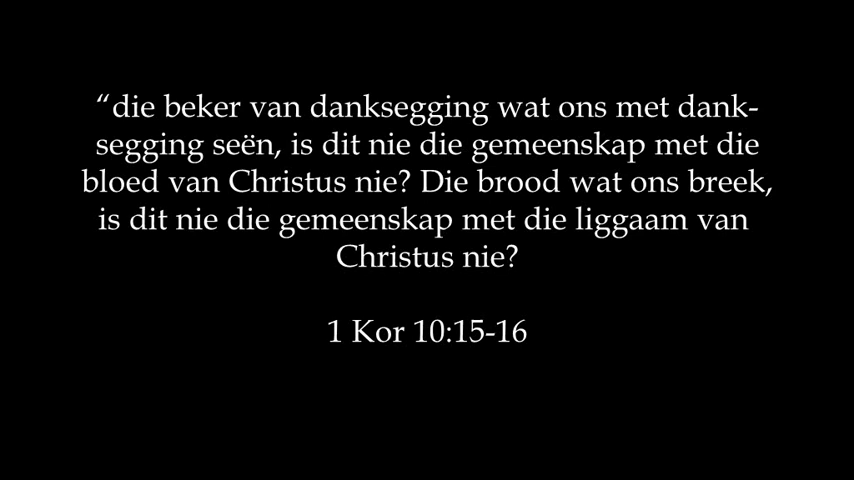 “die beker van danksegging wat ons met dank-
segging seën, is dit nie die gemeenskap met die
bloed van Christus nie? Die brood wat ons breek,
is dit nie die gemeenskap met die liggaam van
Christus nie?
1 Kor 10:15-16